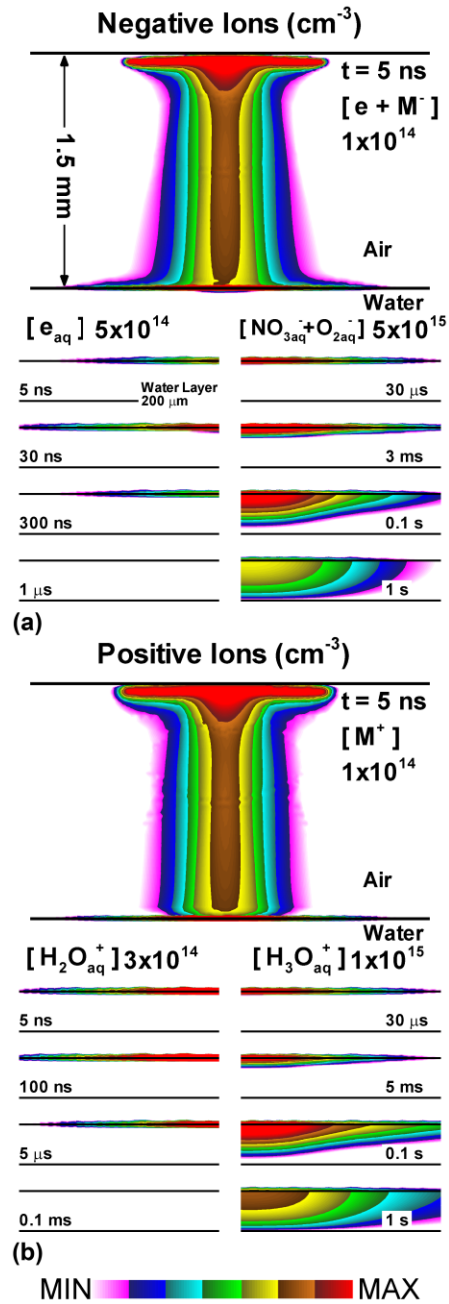 Negative Ions (cm⁻³)
t = 5 ns
[e + M⁻]
1x10¹⁴
1.5 mm
Air
Water
[e_aq] 5x10¹⁴
[NO₃aq⁻+O₂aq⁻] 5x10¹⁵
5 ns
Water Layer
200 μm
30 μs
30 ns
3 ms
300 ns
0.1 s
1 μs
1 s
(a)
Positive Ions (cm⁻³)
t = 5 ns
[M⁺]
1x10¹⁴
Air
Water
[H₂O_aq⁺] 3x10¹⁴
[H₃O_aq⁺] 1x10¹⁵
5 ns
30 μs
100 ns
5 ms
5 μs
0.1 s
0.1 ms
1 s
(b)
MIN MAX